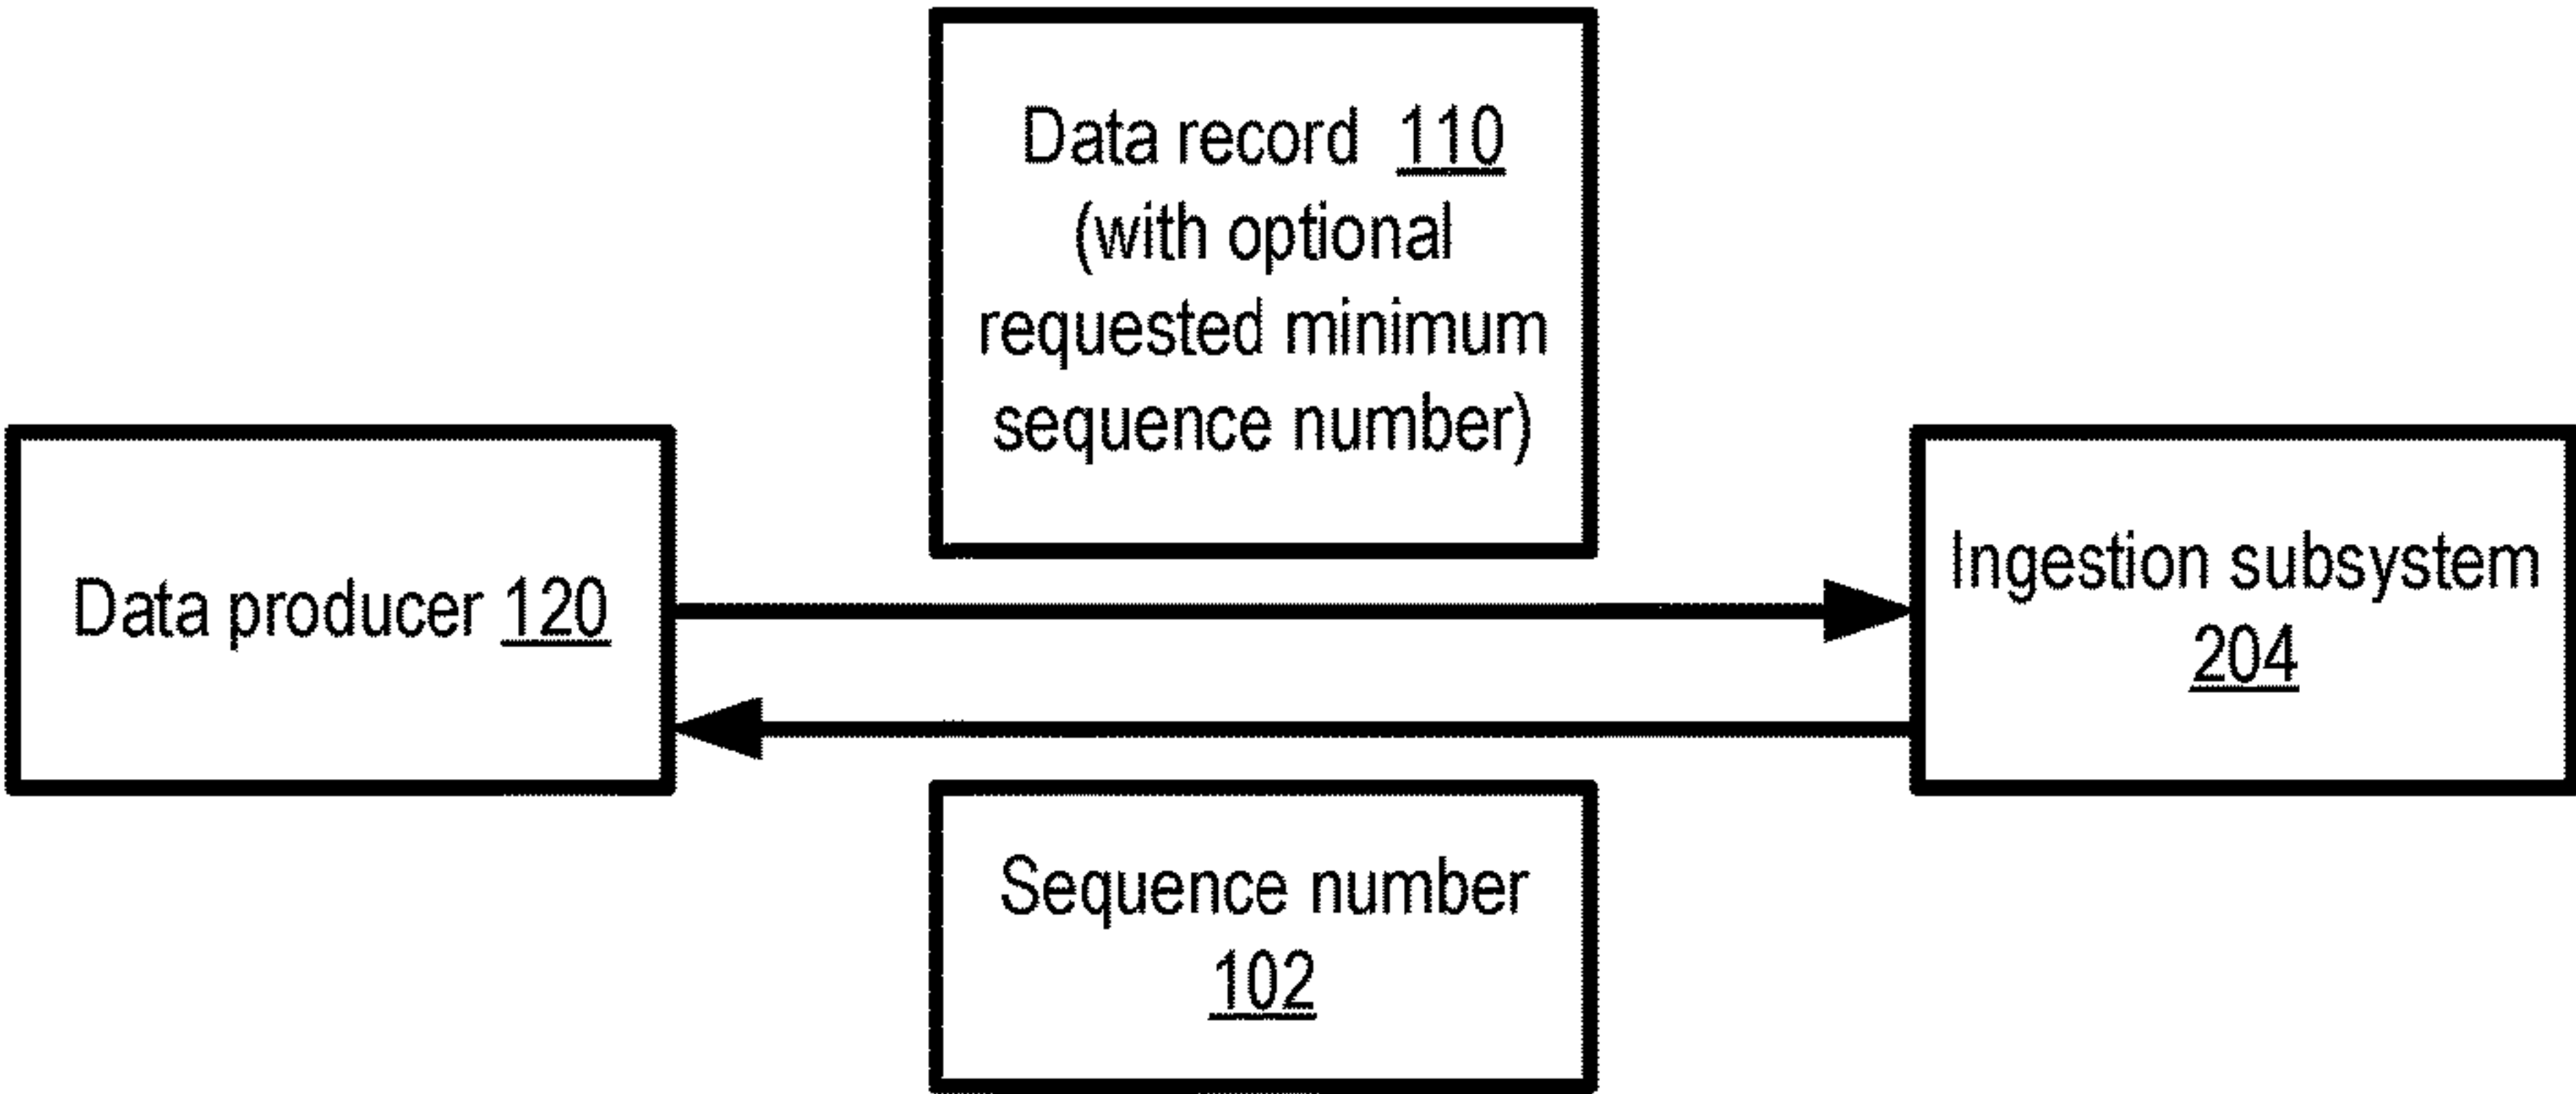 Data record 110
(with optional
requested minimum
sequence number)
Data producer 120
Ingestion subsystem
204
Sequence number
102